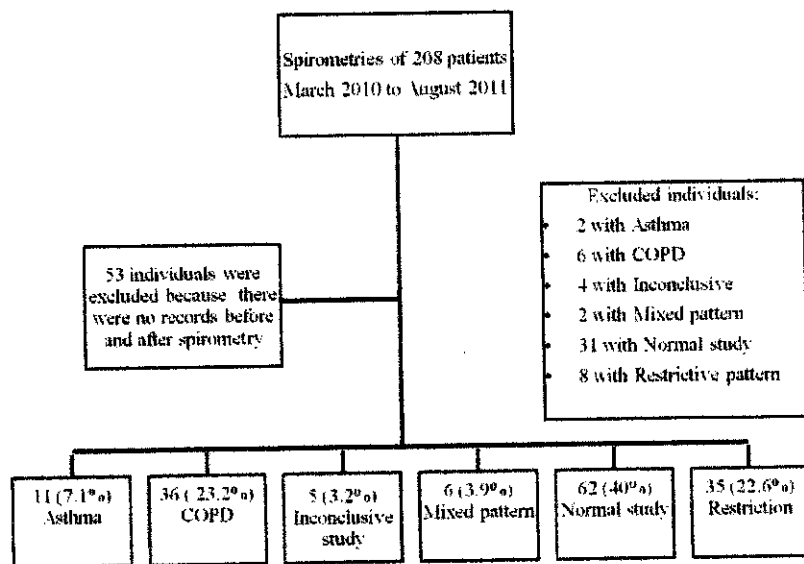 Spirometries of 208 patients
March 2010 to August 2011
Excluded individuals:
• 2 with Asthma
• 6 with COPD
• 4 with Inconclusive
• 2 with Mixed pattern
• 31 with Normal study
• 8 with Restrictive pattern
53 individuals were
excluded because there
were no records before
and after spirometry
11 (7.1%)
Asthma
36 ( 23.2%)
COPD
5 (3.2%)
Inconclusive
study
6 (3.9%)
Mixed pattern
62 (40%)
Normal study
35 (22.6%)
Restriction